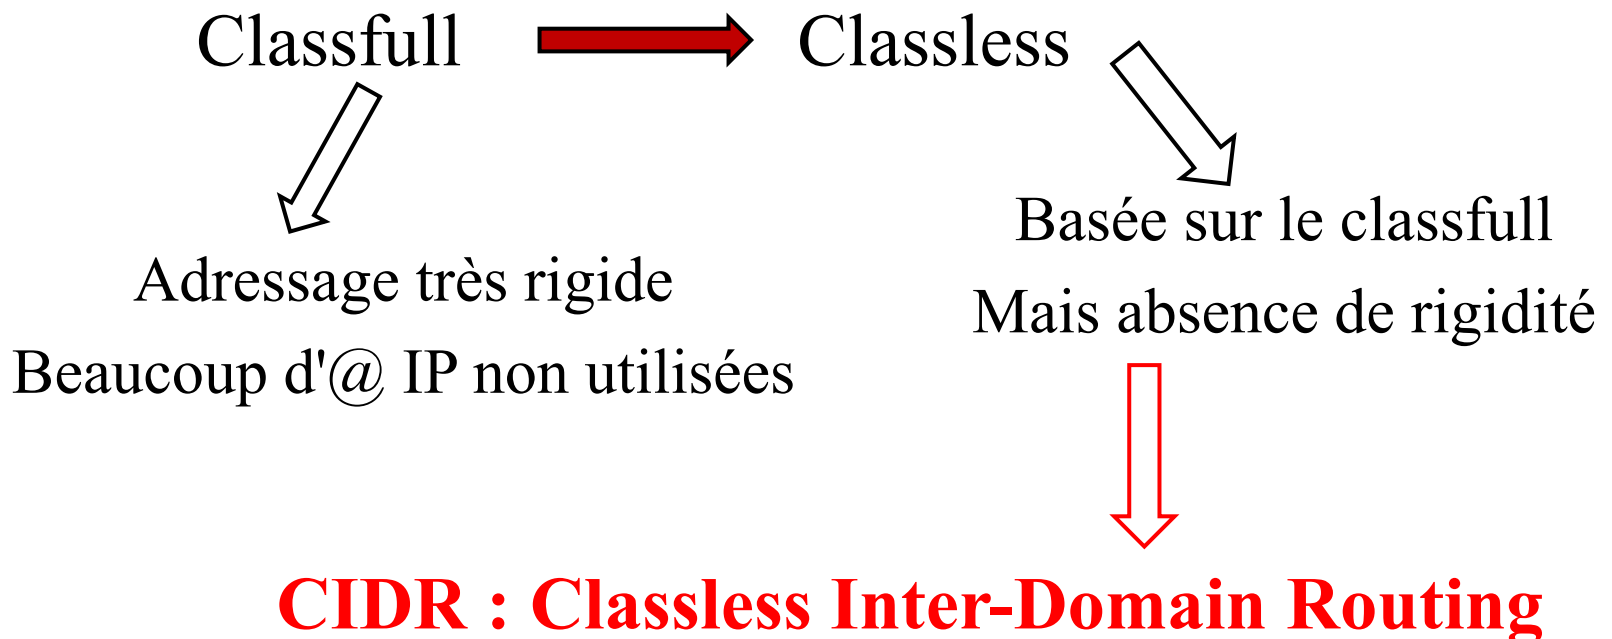 Classfull
Classless
Adressage très rigide
Beaucoup d'@ IP non utilisées
Basée sur le classfull
Mais absence de rigidité
CIDR : Classless Inter-Domain Routing